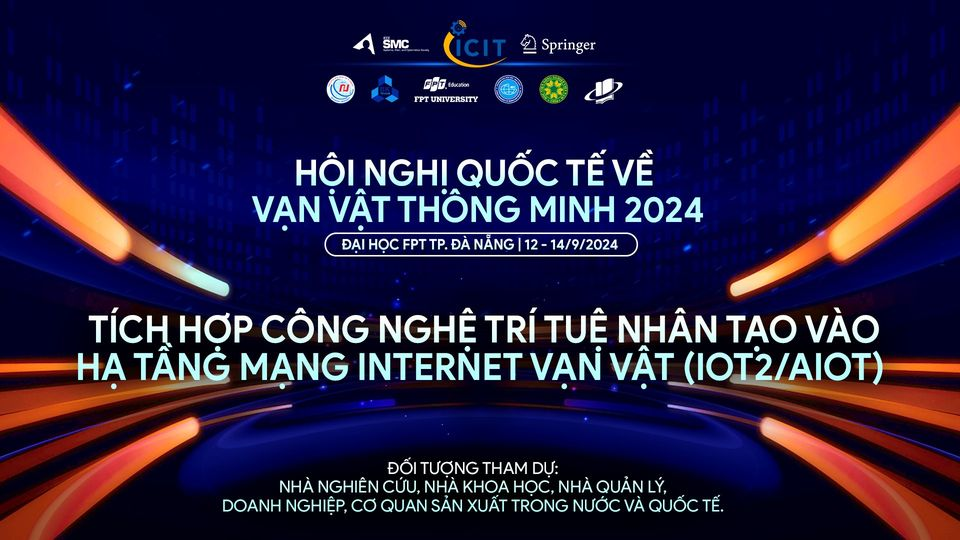 SMC
ICIT
Springer
FPT Education
FPT UNIVERSITY
HỘI NGHỊ QUỐC TẾ VỀ
VẠN VẬT THÔNG MINH 2024
ĐẠI HỌC FPT TP. ĐÀ NẴNG | 12 - 14/9/2024
TÍCH HỢP CÔNG NGHỆ TRÍ TUỆ NHÂN TẠO VÀO
HẠ TẦNG MẠNG INTERNET VẠN VẬT (IOT2/AIOT)
ĐỐI TƯỢNG THAM DỰ:
NHÀ NGHIÊN CỨU, NHÀ KHOA HỌC, NHÀ QUẢN LÝ,
DOANH NGHIỆP, CƠ QUAN SẢN XUẤT TRONG NƯỚC VÀ QUỐC TẾ.